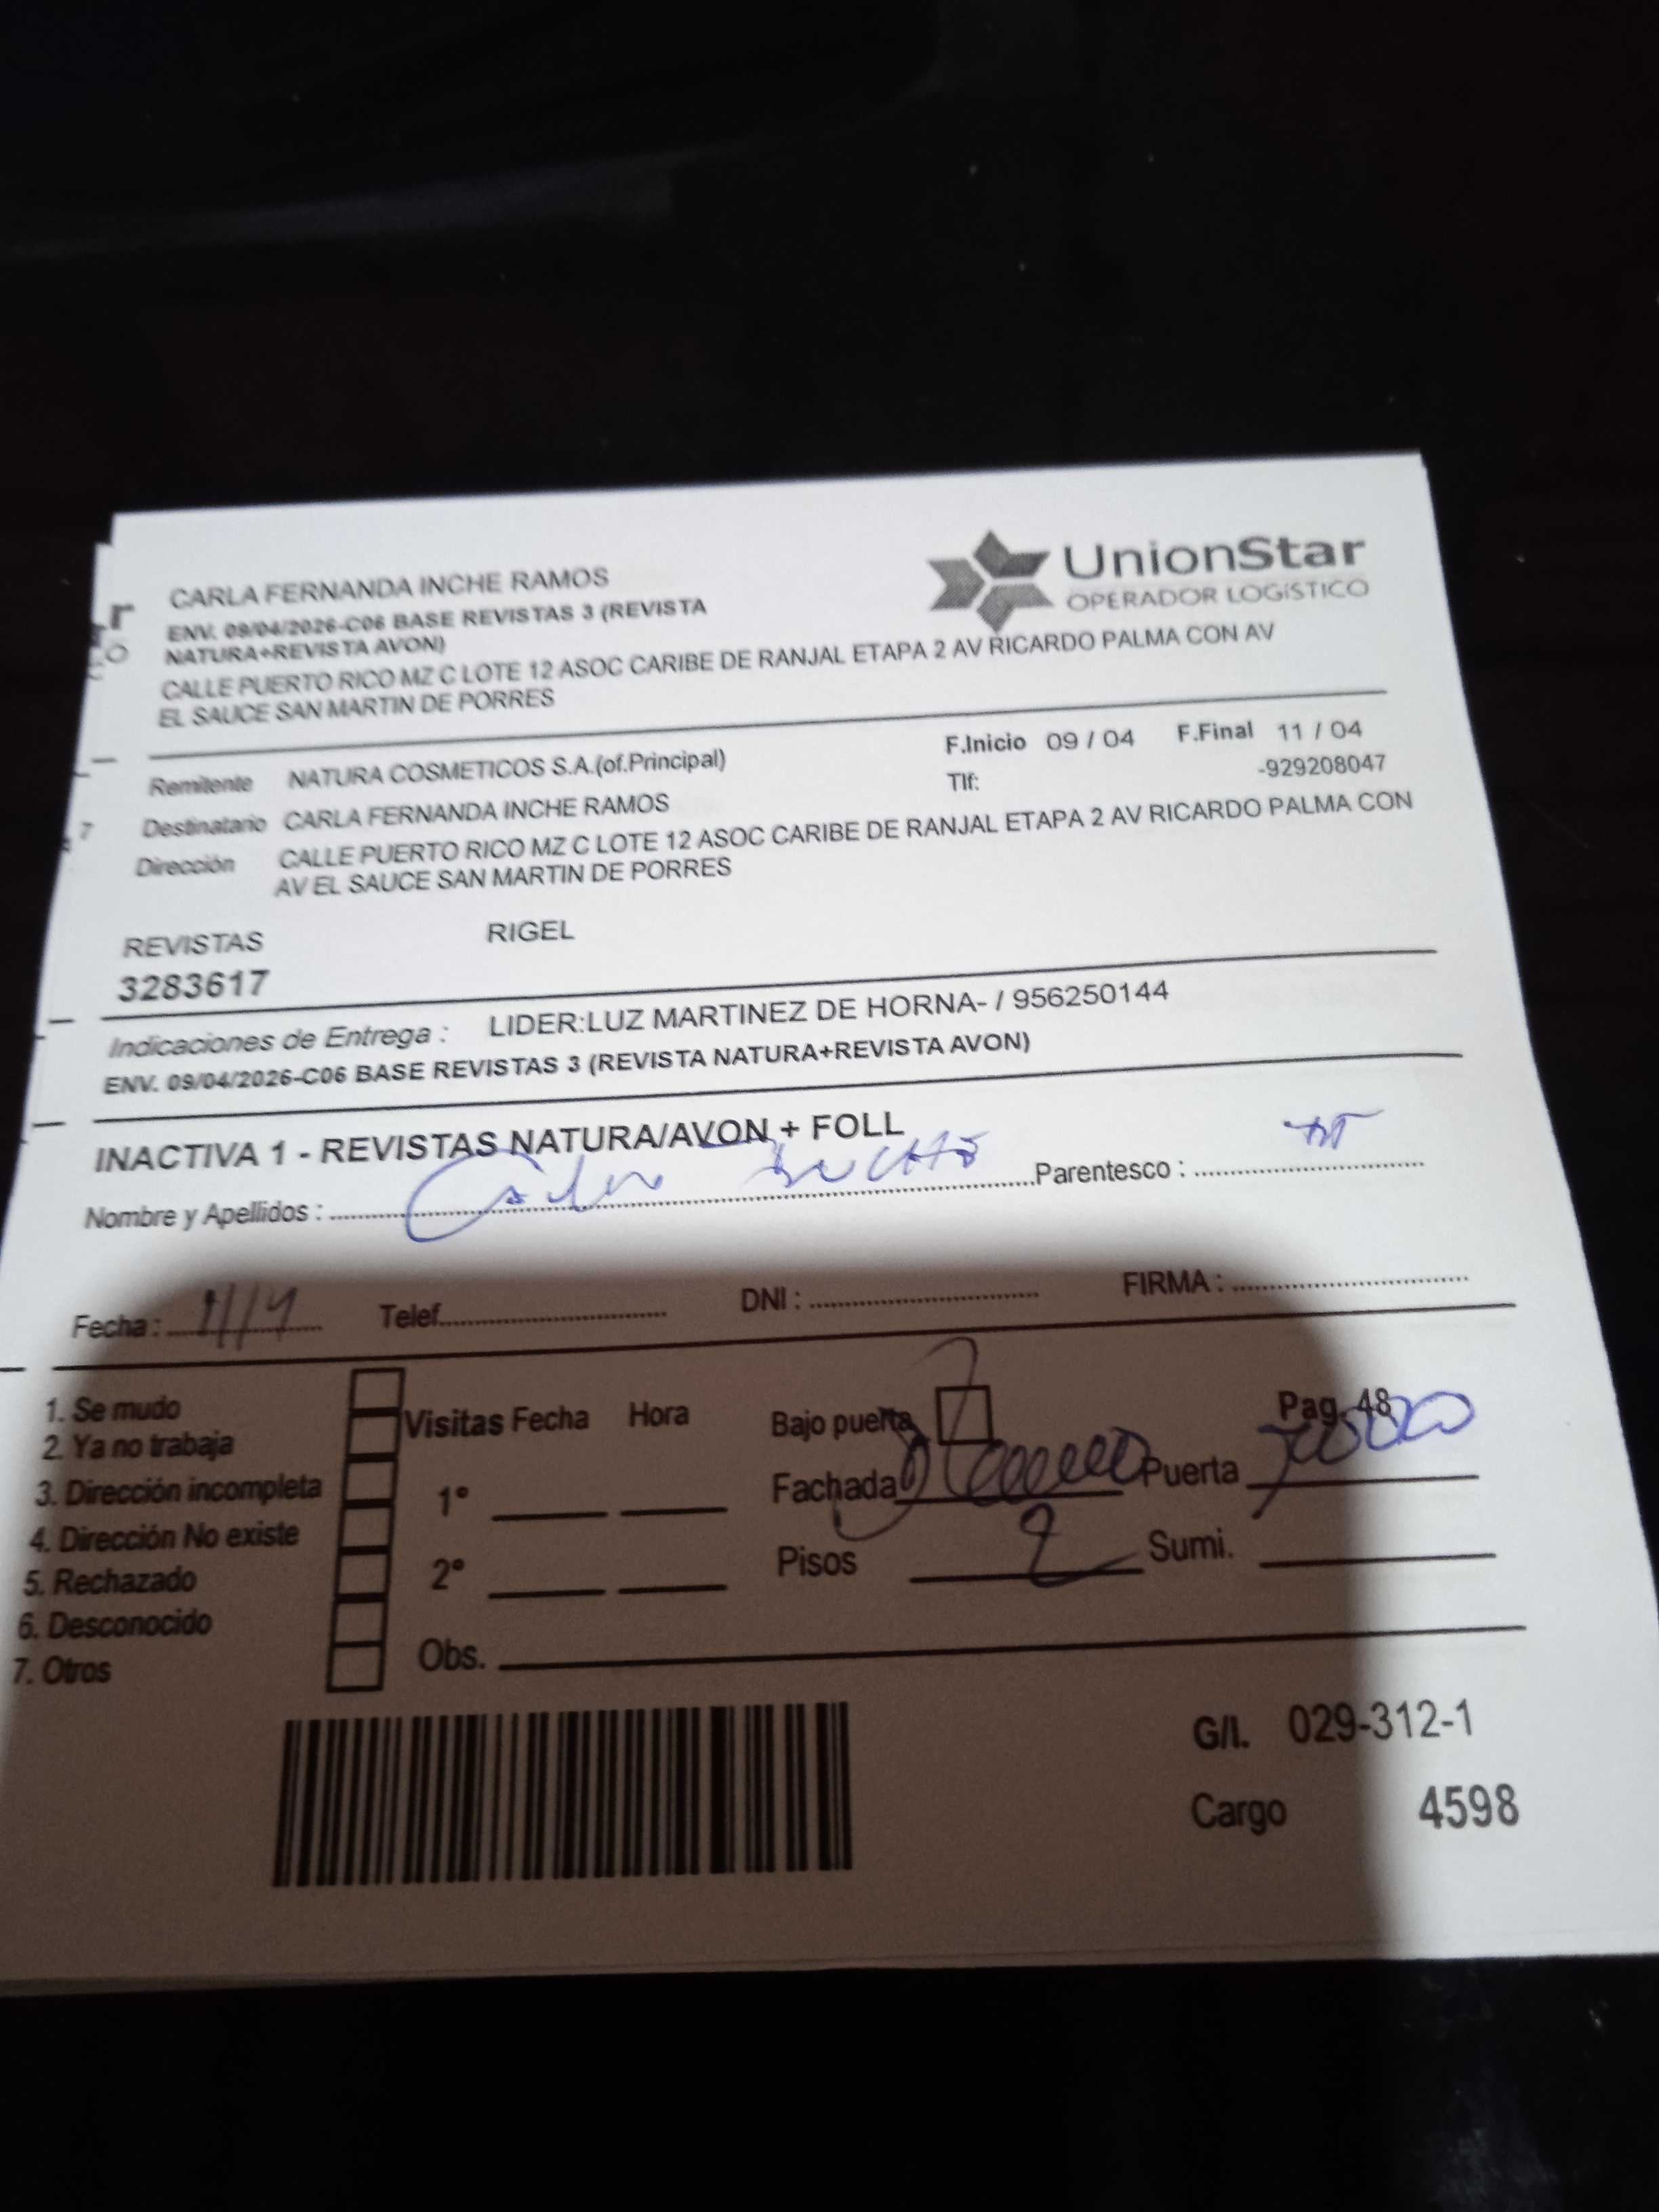 CARLA FERNANDA INCHE RAMOS
ENV. 09/04/2026-C06 BASE REVISTAS 3 (REVISTA
NATURA+REVISTA AVON)
CALLE PUERTO RICO MZ C LOTE 12 ASOC CARIBE DE RANJAL ETAPA 2 AV RICARDO PALMA CON AV
EL SAUCE SAN MARTIN DE PORRES
UnionStar
OPERADOR LOGÍSTICO
Remitente NATURA COSMETICOS S.A.(of.Principal)
F.Inicio 09 / 04 F.Final 11 / 04
Destinatario CARLA FERNANDA INCHE RAMOS
Tlf: -929208047
Dirección CALLE PUERTO RICO MZ C LOTE 12 ASOC CARIBE DE RANJAL ETAPA 2 AV RICARDO PALMA CON
AV EL SAUCE SAN MARTIN DE PORRES
REVISTAS RIGEL
3283617
Indicaciones de Entrega : LIDER:LUZ MARTINEZ DE HORNA- / 956250144
ENV. 09/04/2026-C06 BASE REVISTAS 3 (REVISTA NATURA+REVISTA AVON)
INACTIVA 1 - REVISTAS NATURA/AVON + FOLL
Nombre y Apellidos : Parentesco :
Fecha : Telef. DNI : FIRMA :
1. Se mudo
2. Ya no trabaja
3. Dirección incompleta
4. Dirección No existe
5. Rechazado
6. Desconocido
7. Otros
Visitas Fecha Hora
1°
2°
Obs.
Bajo puerta Pag. 48
Fachada Puerta
Pisos 2 Sumi.
G/I. 029-312-1
Cargo 4598